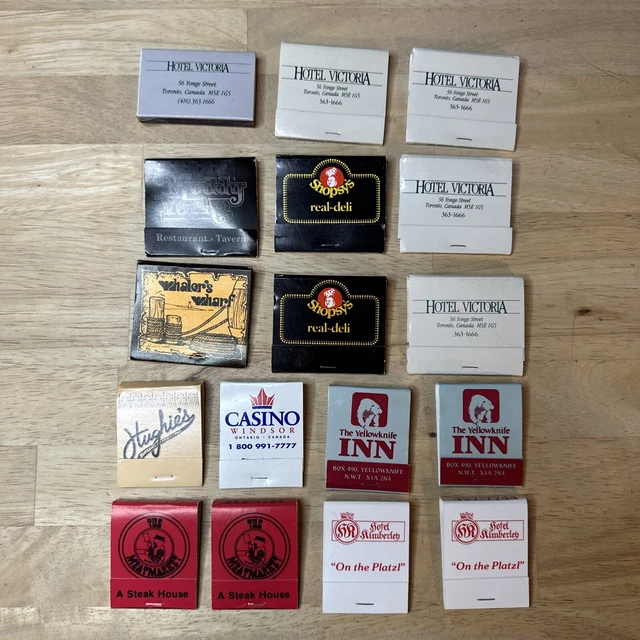 HOTEL VICTORIA
56 Yonge Street
Toronto, Canada M5E 1G5
(416) 363-1666
HOTEL VICTORIA
56 Yonge Street
Toronto, Canada M5E 1G5
363-1666
HOTEL VICTORIA
56 Yonge Street
Toronto, Canada M5E 1G5
363-1666
Restaurant - Tavern
Shopsy's
real-deli
HOTEL VICTORIA
56 Yonge Street
Toronto, Canada M5E 1G5
363-1666
Whaler's
Wharf
Shopsy's
real-deli
HOTEL VICTORIA
56 Yonge Street
Toronto, Canada M5E 1G5
363-1666
Hughie's
CASINO
WINDSOR
ONTARIO • CANADA
1 800 991-7777
The Yellowknife
INN
BOX 490, YELLOWKNIFE
N.W.T. X1A 2N4
The Yellowknife
INN
BOX 490, YELLOWKNIFE
N.W.T. X1A 2N4
THE
MEATMARKET
A Steak House
THE
MEATMARKET
A Steak House
HK
Hotel
Kimberley
"On the Platzl"
HK
Hotel
Kimberley
"On the Platzl"